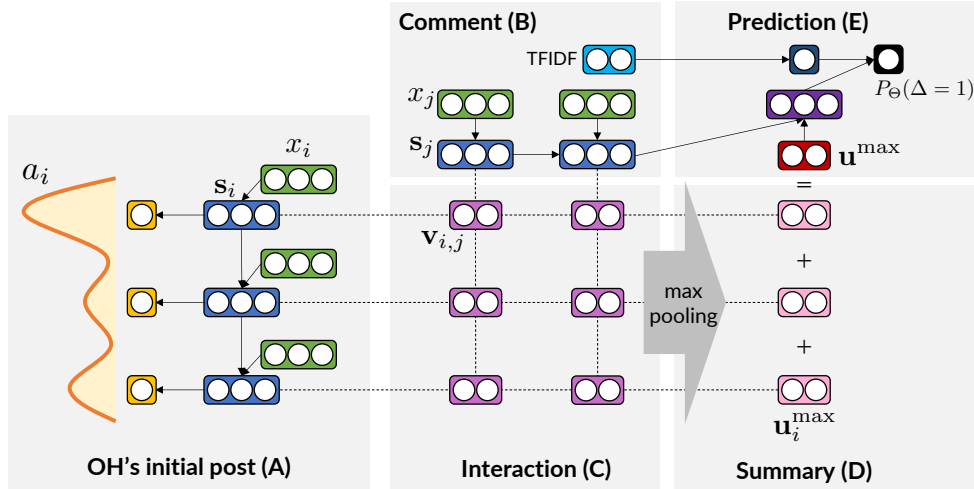 Comment (B)
Prediction (E)
TFIDF
P_Θ(Δ = 1)
x_j
s_j
u^max
=
x_i
a_i
s_i
v_{i,j}
+
max
pooling
+
u_i^max
OH's initial post (A)
Interaction (C)
Summary (D)